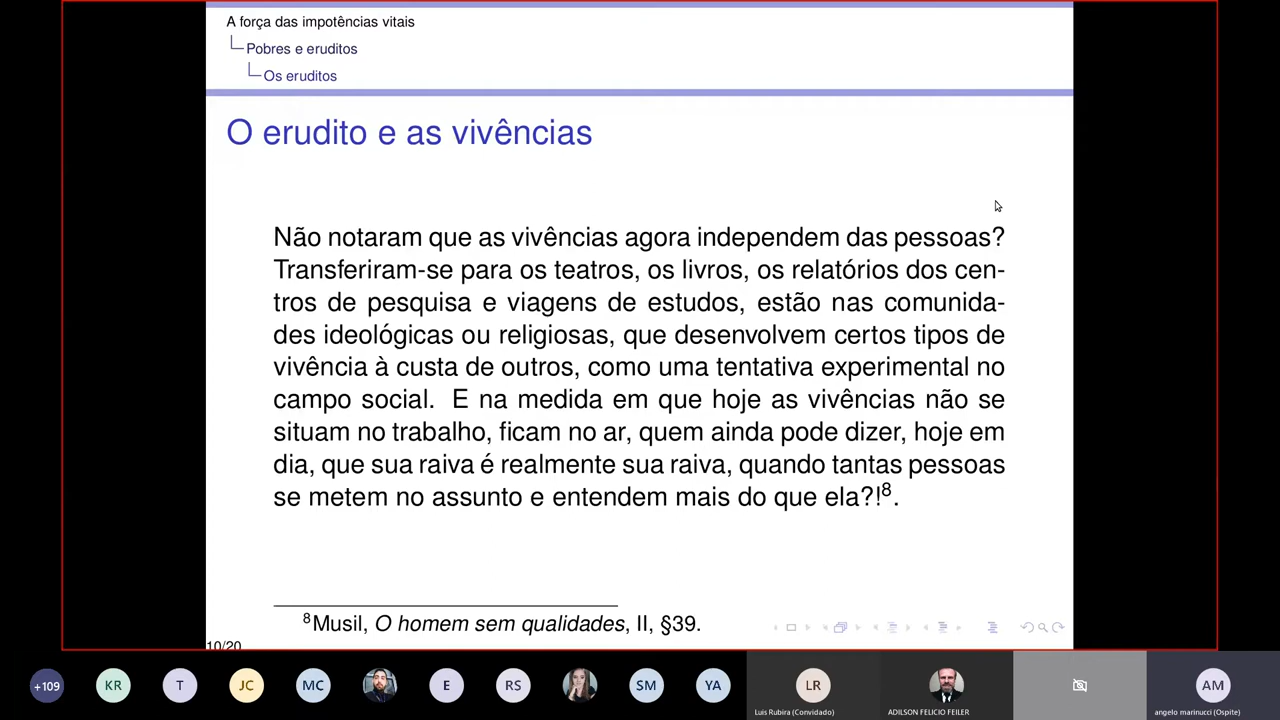 A força das impotências vitais
Pobres e eruditos
Os eruditos
O erudito e as vivências
Não notaram que as vivências agora independem das pessoas?
Transferiram-se para os teatros, os livros, os relatórios dos cen-
tros de pesquisa e viagens de estudos, estão nas comunida-
des ideológicas ou religiosas, que desenvolvem certos tipos de
vivência à custa de outros, como uma tentativa experimental no
campo social. E na medida em que hoje as vivências não se
situam no trabalho, ficam no ar, quem ainda pode dizer, hoje em
dia, que sua raiva é realmente sua raiva, quando tantas pessoas
se metem no assunto e entendem mais do que ela?!8.
8Musil, O homem sem qualidades, II, §39.
10/20
+109 KR T JC MC E RS SM YA LR AM
Luis Rubira (Convidado) ADILSON FELICIO FEILER angelo marinucci (Ospite)